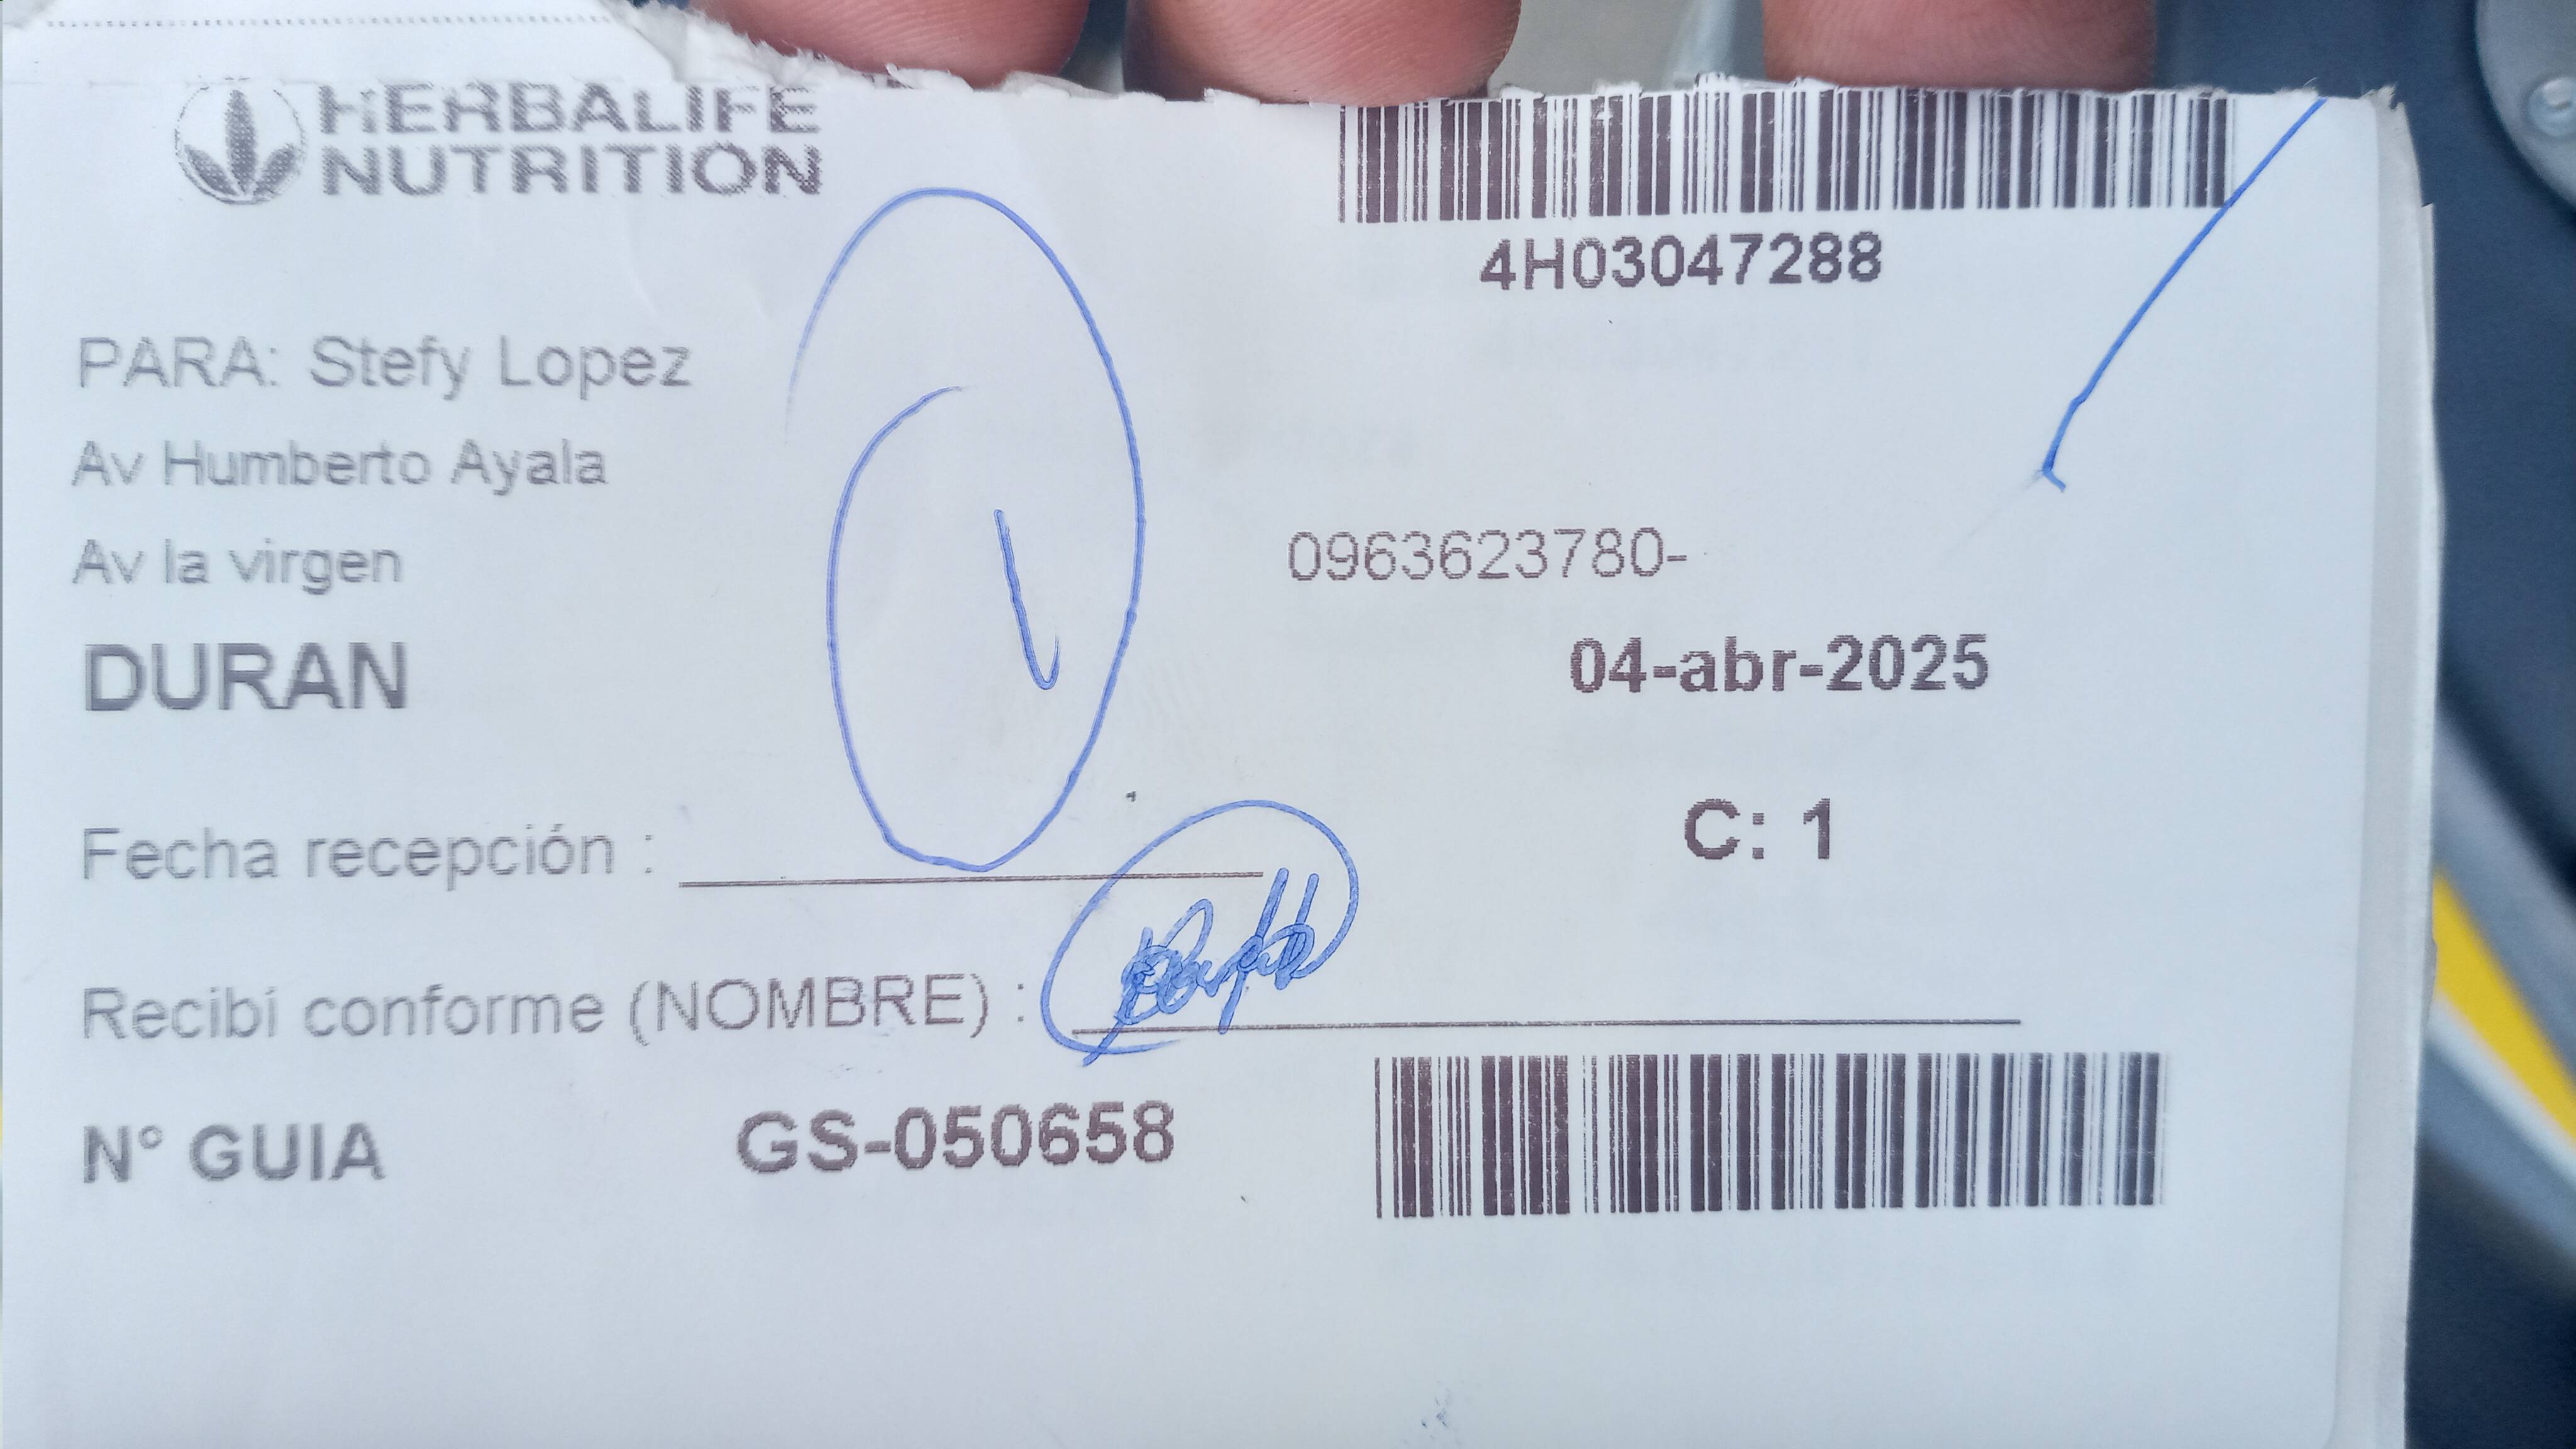 HERBALIFE
NUTRITION
4H03047288
PARA: Stefy Lopez
Av Humberto Ayala
Av la virgen
0963623780-
DURAN
04-abr-2025
C: 1
Fecha recepción :
Recibí conforme (NOMBRE) :
N° GUIA GS-050658